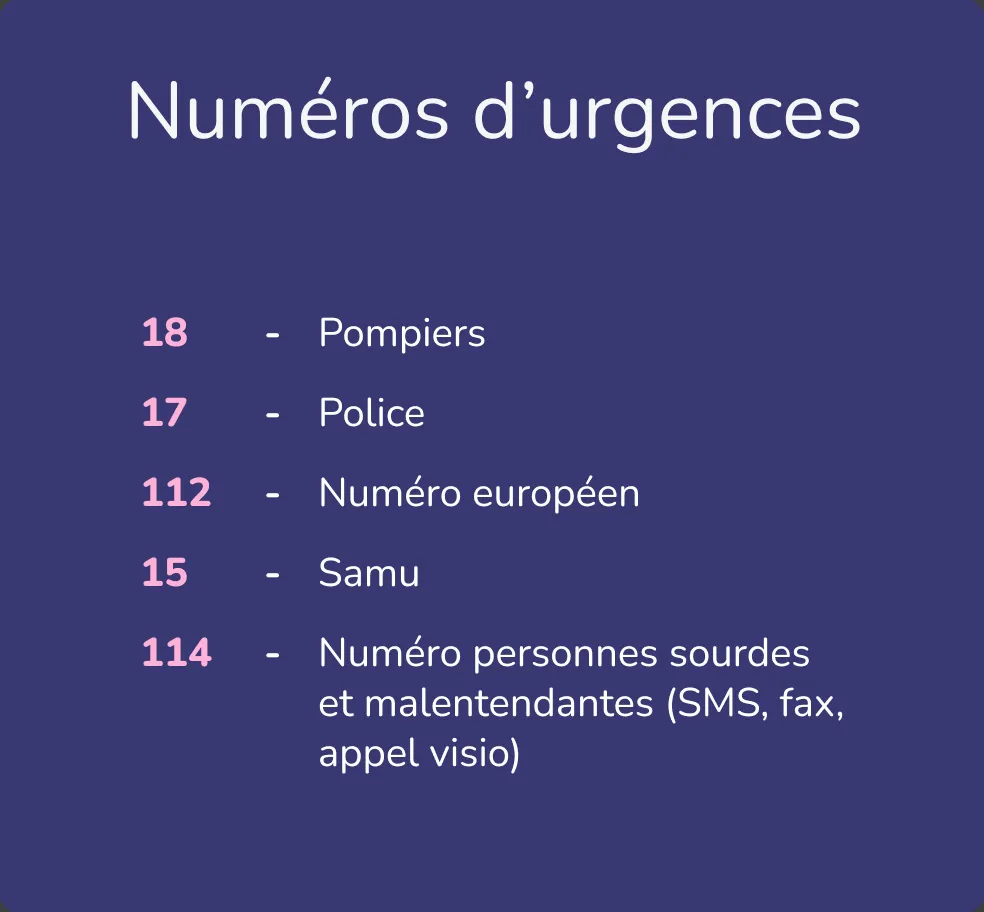 Numéros d’urgences
18 - Pompiers
17 - Police
112 - Numéro européen
15 - Samu
114 - Numéro personnes sourdes
et malentendantes (SMS, fax,
appel visio)